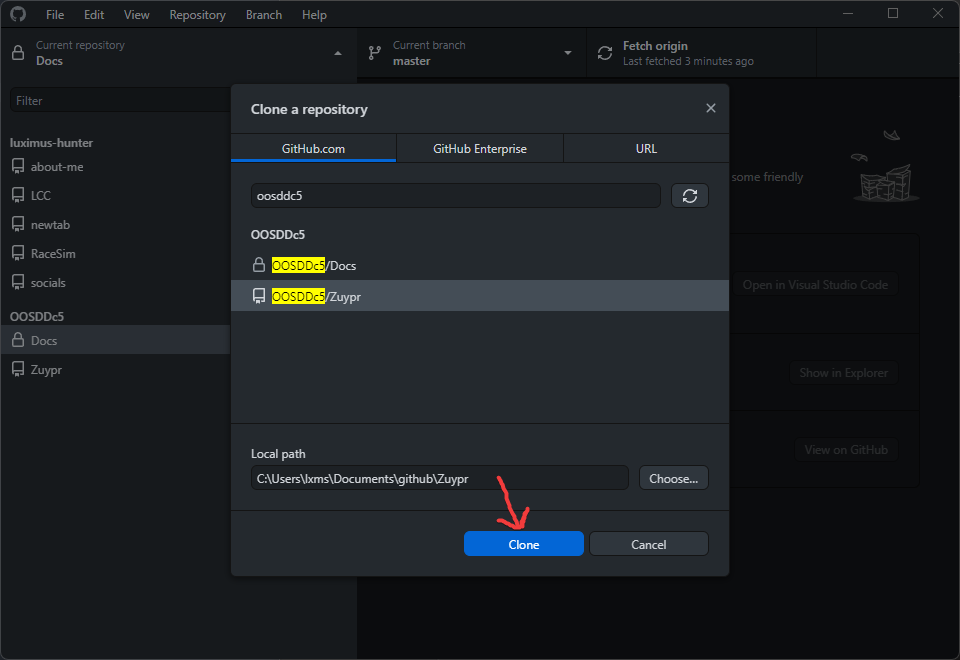 File Edit View Repository Branch Help
Current repository
Docs
Current branch
master
Fetch origin
Last fetched 3 minutes ago
Filter
luximus-hunter
about-me
LCC
newtab
RaceSim
socials
OOSDDc5
Docs
Zuypr
Clone a repository
GitHub.com GitHub Enterprise URL
oosddc5
OOSDDc5
OOSDDc5/Docs
OOSDDc5/Zuypr
Local path
C:\Users\lxms\Documents\github\Zuypr Choose...
Clone Cancel
some friendly
Open in Visual Studio Code
Show in Explorer
View on GitHub